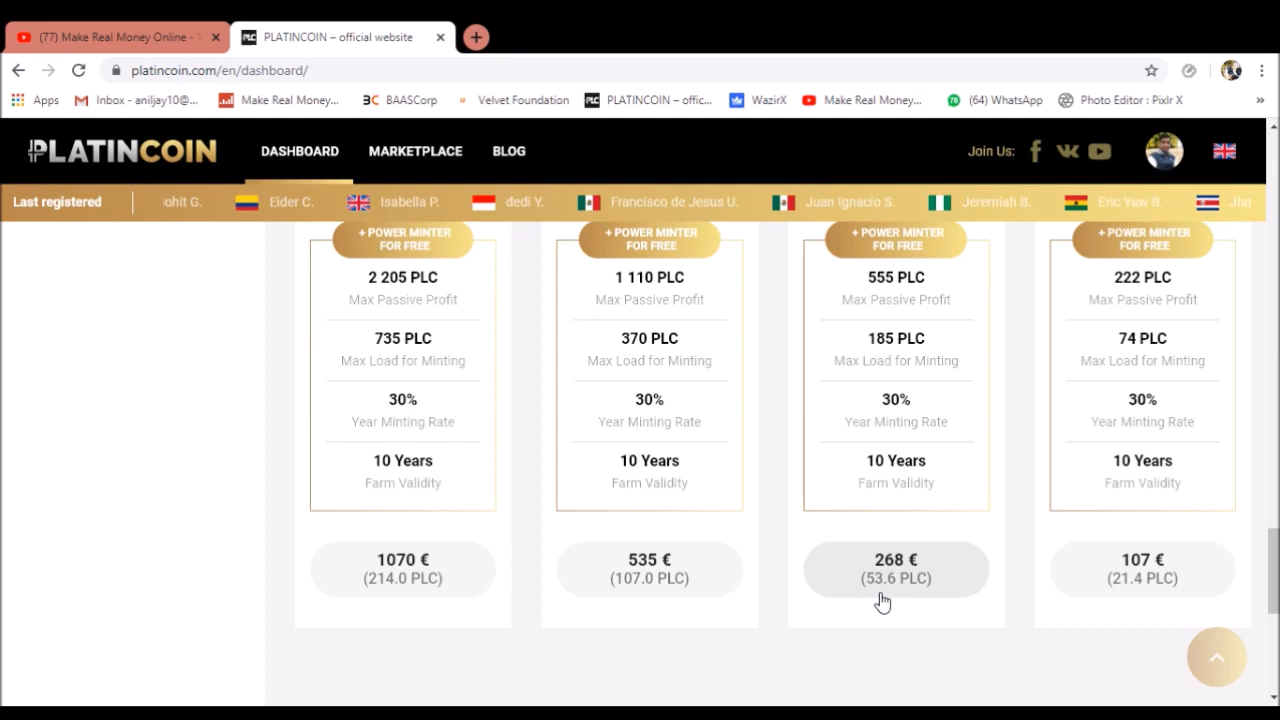 (77) Make Real Money Online -
PLATINCOIN – official website
platincoin.com/en/dashboard/
Apps
Inbox - aniljay10@...
Make Real Money...
BAASCorp
Velvet Foundation
PLATINCOIN – offic...
WazirX
Make Real Money...
(64) WhatsApp
Photo Editor : Pixlr X
PLATINCOIN
DASHBOARD
MARKETPLACE
BLOG
Join Us:
Last registered
ohit G.
Eider C.
Isabella P.
dedi Y.
Francisco de Jesus U.
Juan Ignacio S.
Jeremiah B.
Eric Yaw B.
Jho
+ POWER MINTER
FOR FREE
2 205 PLC
Max Passive Profit
735 PLC
Max Load for Minting
30%
Year Minting Rate
10 Years
Farm Validity
1070 €
(214.0 PLC)
+ POWER MINTER
FOR FREE
1 110 PLC
Max Passive Profit
370 PLC
Max Load for Minting
30%
Year Minting Rate
10 Years
Farm Validity
535 €
(107.0 PLC)
+ POWER MINTER
FOR FREE
555 PLC
Max Passive Profit
185 PLC
Max Load for Minting
30%
Year Minting Rate
10 Years
Farm Validity
268 €
(53.6 PLC)
+ POWER MINTER
FOR FREE
222 PLC
Max Passive Profit
74 PLC
Max Load for Minting
30%
Year Minting Rate
10 Years
Farm Validity
107 €
(21.4 PLC)